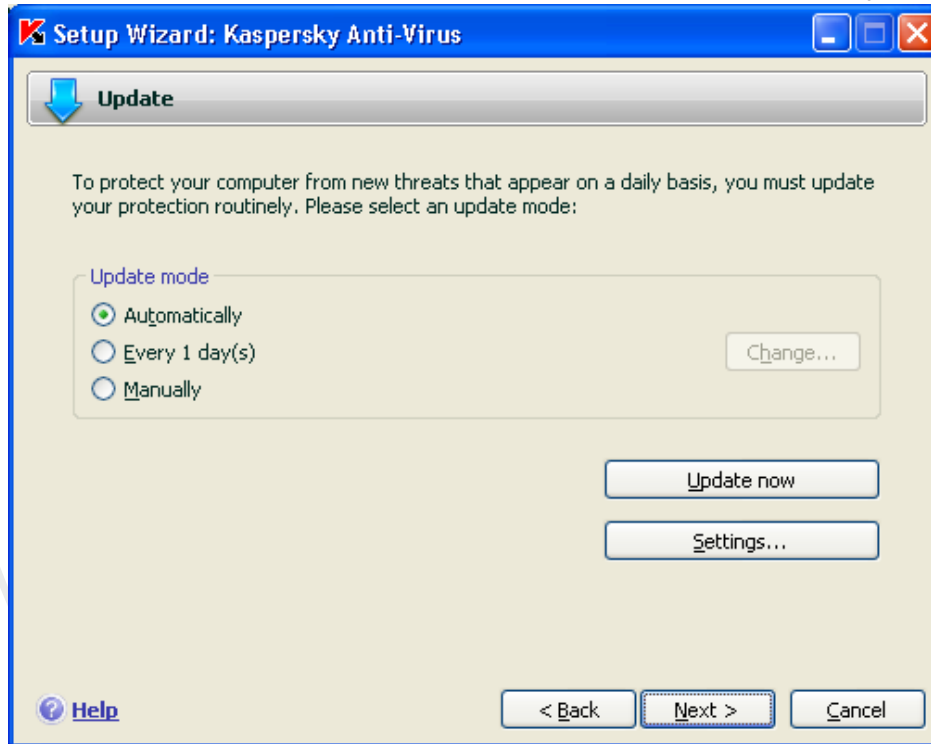 Setup Wizard: Kaspersky Anti-Virus
Update
To protect your computer from new threats that appear on a daily basis, you must update
your protection routinely. Please select an update mode:
Update mode
Automatically
Every 1 day(s)
Change...
Manually
Update now
Settings...
Help
< Back
Next >
Cancel